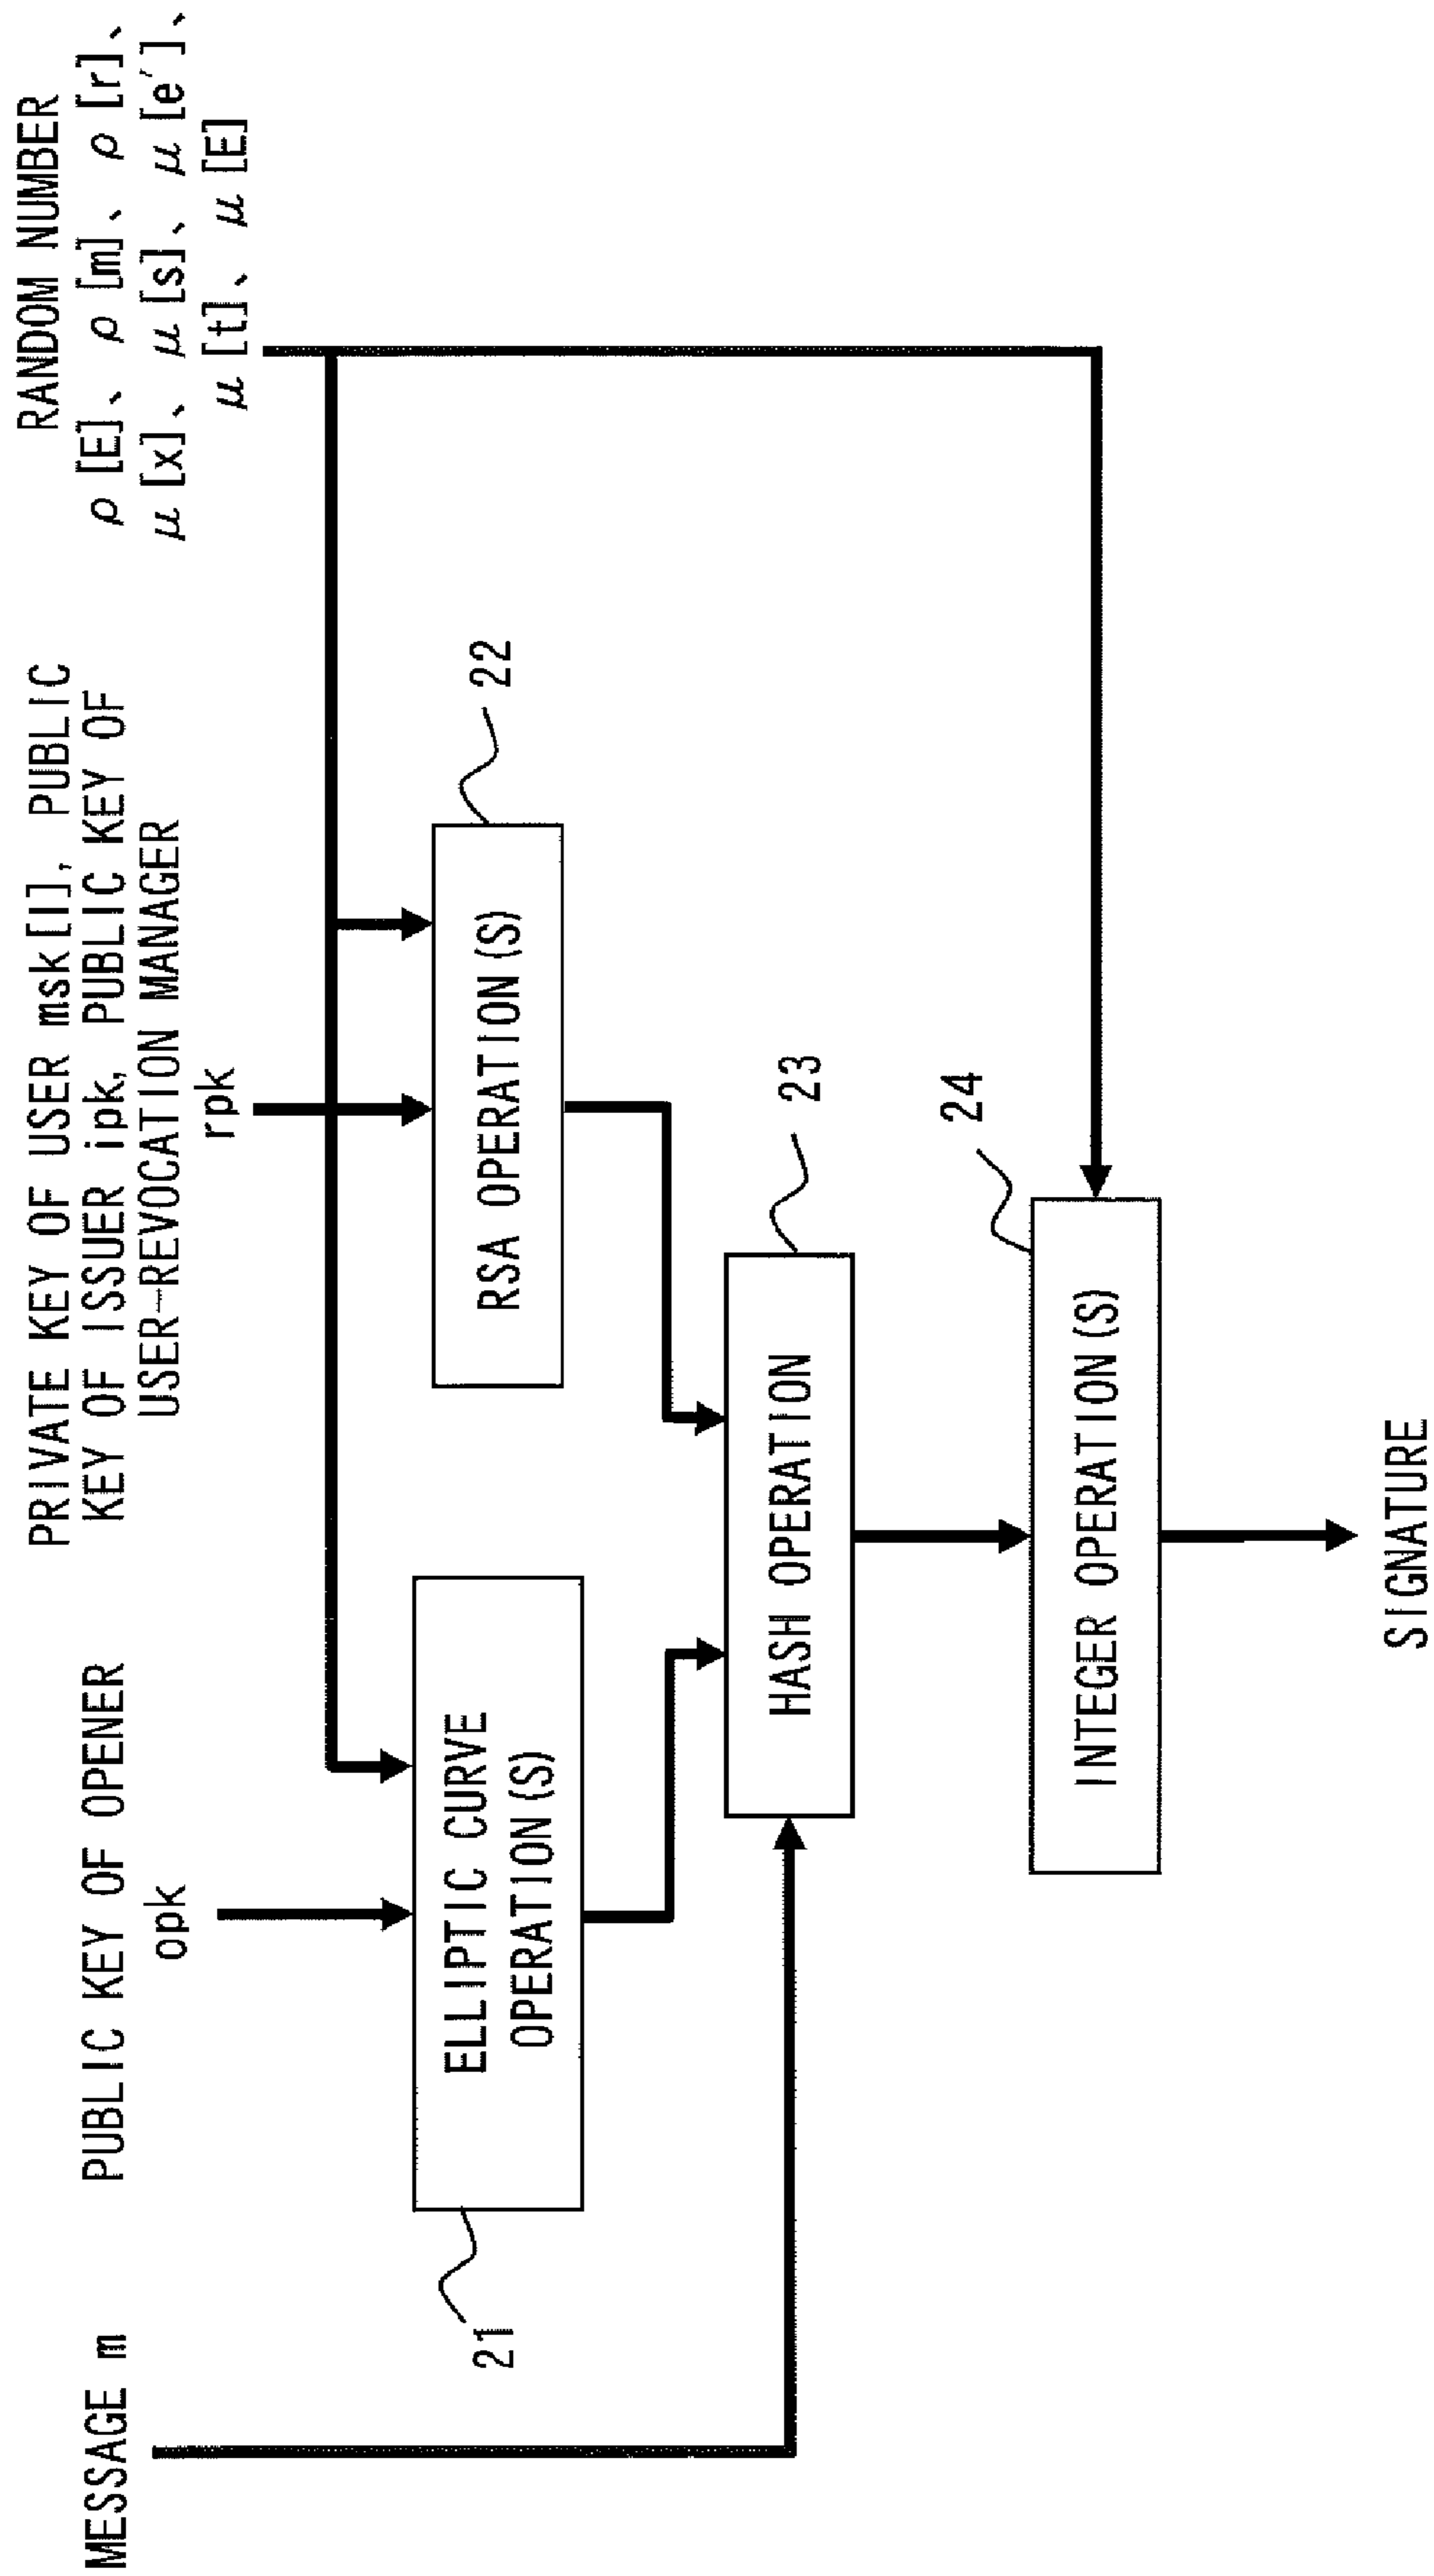 MESSAGE m
PUBLIC KEY OF OPENER
opk
PRIVATE KEY OF USER msk[I], PUBLIC
KEY OF ISSUER ipk, PUBLIC KEY OF
USER-REVOCATION MANAGER
rpk
RANDOM NUMBER
ρ[E]、ρ[m]、ρ[r]、
μ[x]、μ[s]、μ[e′]、
μ[t]、μ[E]
21
ELLIPTIC CURVE
OPERATION(S)
RSA OPERATION(S)
22
HASH OPERATION
23
INTEGER OPERATION(S)
24
SIGNATURE